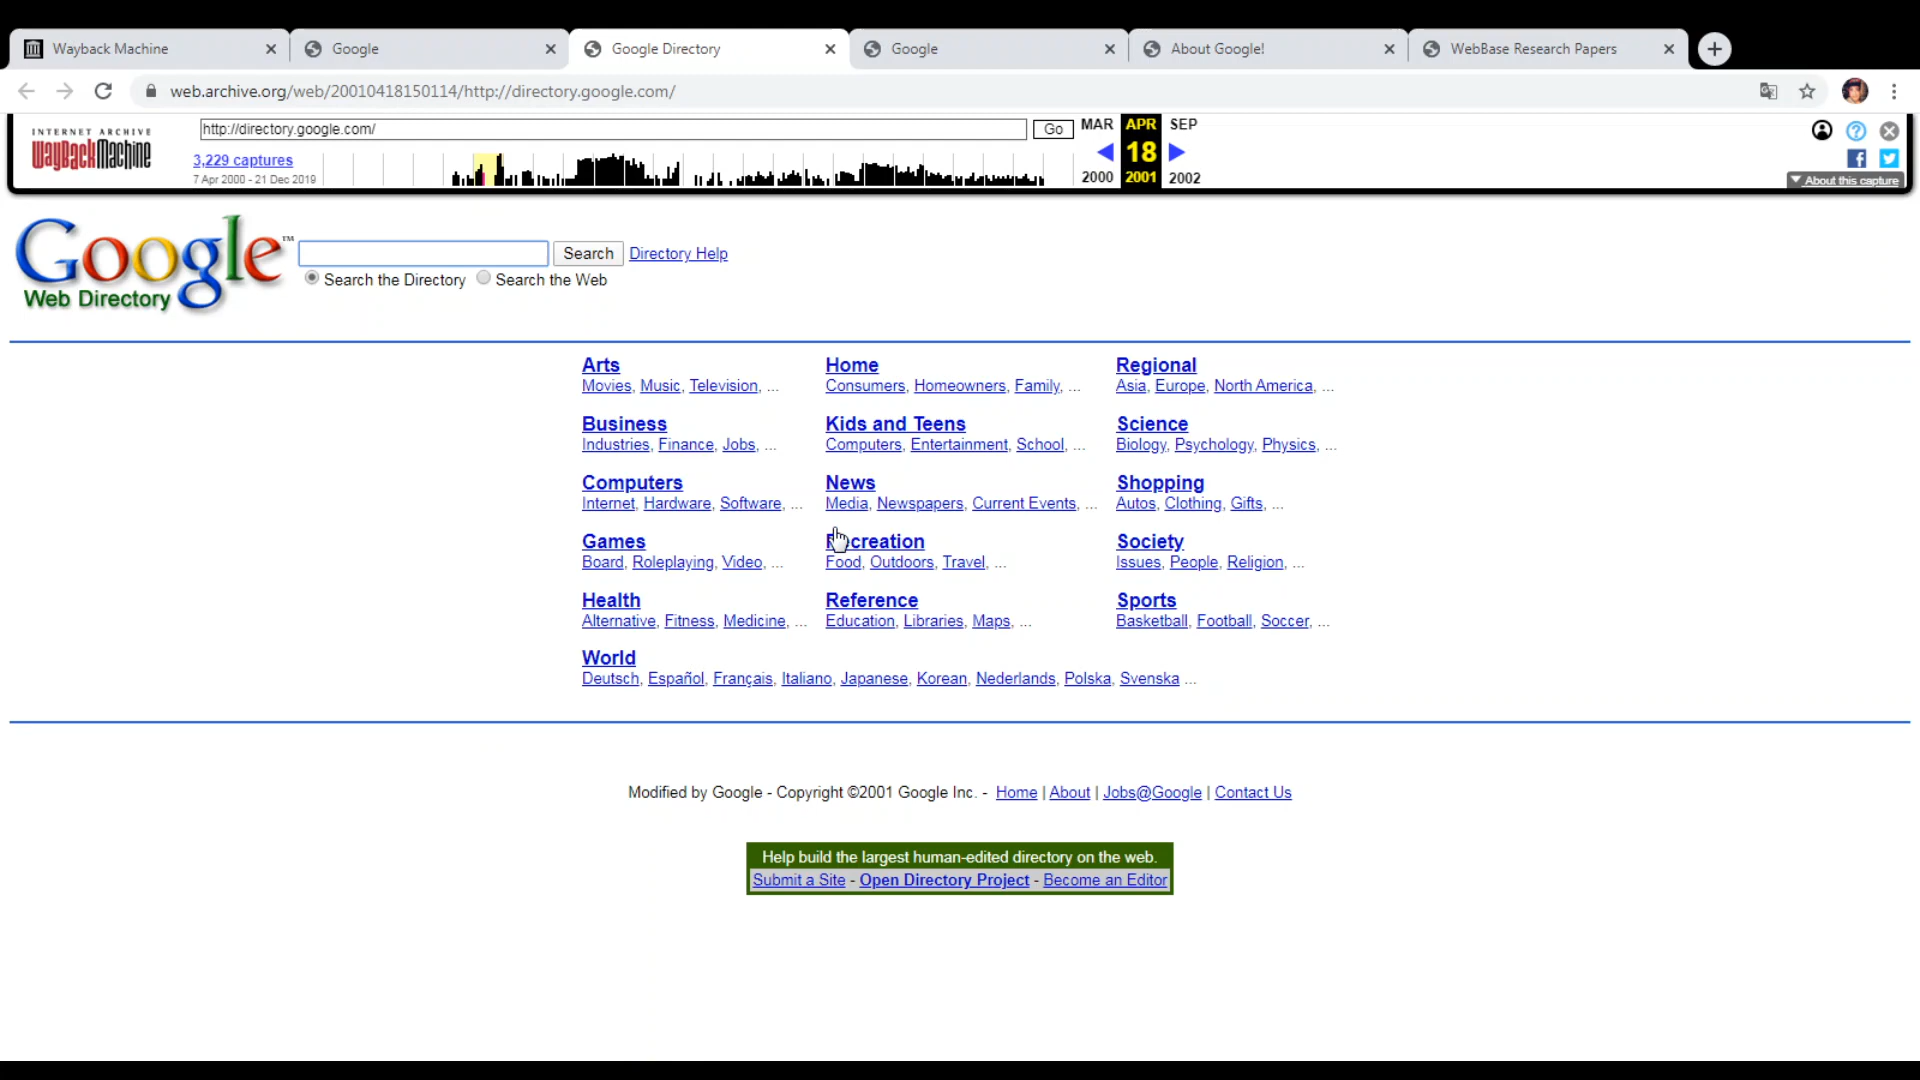 Wayback Machine
Google
Google Directory
Google
About Google!
WebBase Research Papers
web.archive.org/web/20010418150114/http://directory.google.com/
INTERNET ARCHIVE
WayBackMachine
http://directory.google.com/
Go
MAR APR SEP
3,229 captures
18
7 Apr 2000 - 21 Dec 2019
2000 2001 2002
About this capture
Google™
Web Directory
Search
Directory Help
Search the Directory
Search the Web
Arts
Movies, Music, Television, ...
Home
Consumers, Homeowners, Family, ...
Regional
Asia, Europe, North America, ...
Business
Industries, Finance, Jobs, ...
Kids and Teens
Computers, Entertainment, School, ...
Science
Biology, Psychology, Physics, ...
Computers
Internet, Hardware, Software, ...
News
Media, Newspapers, Current Events, ...
Shopping
Autos, Clothing, Gifts, ...
Games
Board, Roleplaying, Video, ...
Recreation
Food, Outdoors, Travel, ...
Society
Issues, People, Religion, ...
Health
Alternative, Fitness, Medicine, ...
Reference
Education, Libraries, Maps, ...
Sports
Basketball, Football, Soccer, ...
World
Deutsch, Español, Français, Italiano, Japanese, Korean, Nederlands, Polska, Svenska ...
Modified by Google - Copyright ©2001 Google Inc. - Home | About | Jobs@Google | Contact Us
Help build the largest human-edited directory on the web.
Submit a Site - Open Directory Project - Become an Editor